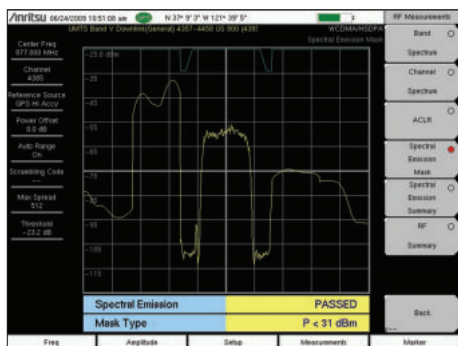 Anritsu 06/24/2009 10:51:08 am N 37° 9' 3" W 121° 39' 5"
UMTS Band V Downlink(General) 4357-4458 US 800 (4385)
WCDMA/HSDPA
Spectral Emission Mask
Center Freq
877.000 MHz
Channel
4385
Reference Source
GPS Hi Accy
Power Offset
0.0 dB
Auto Range
On
Scrambling Code
--
Max Spread
512
Threshold
-23.2 dB
-25.0 dBm
-35
-45
-55
-65
-75
-85
-95
-105
-115
Spectral Emission PASSED
Mask Type P < 31 dBm
RF Measurements
Band
Spectrum
Channel
Spectrum
ACLR
Spectral
Emission
Mask
Spectral
Emission
Summary
RF
Summary
Back
Freq Amplitude Setup Measurements Marker